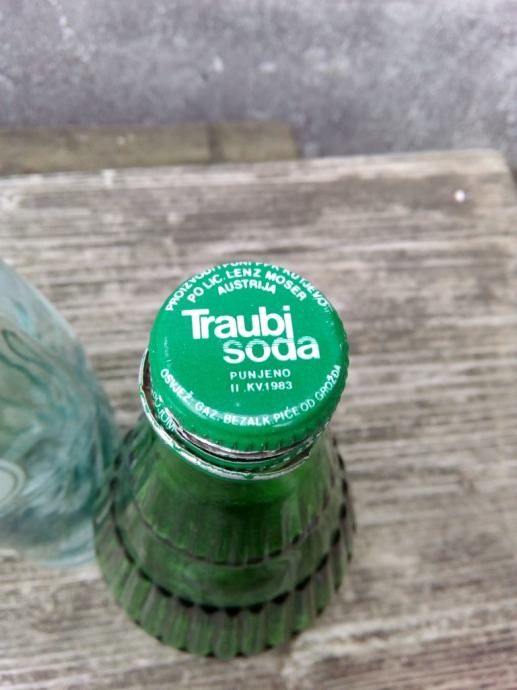 PROIZVODI I PUNI PPK KUTJEVO
PO LIC. LENZ MOSER
AUSTRIJA
Traubi
soda
PUNJENO
II .KV.1983
OSVJEŽ. GAZ. BEZALK PIĆE OD GROŽĐA